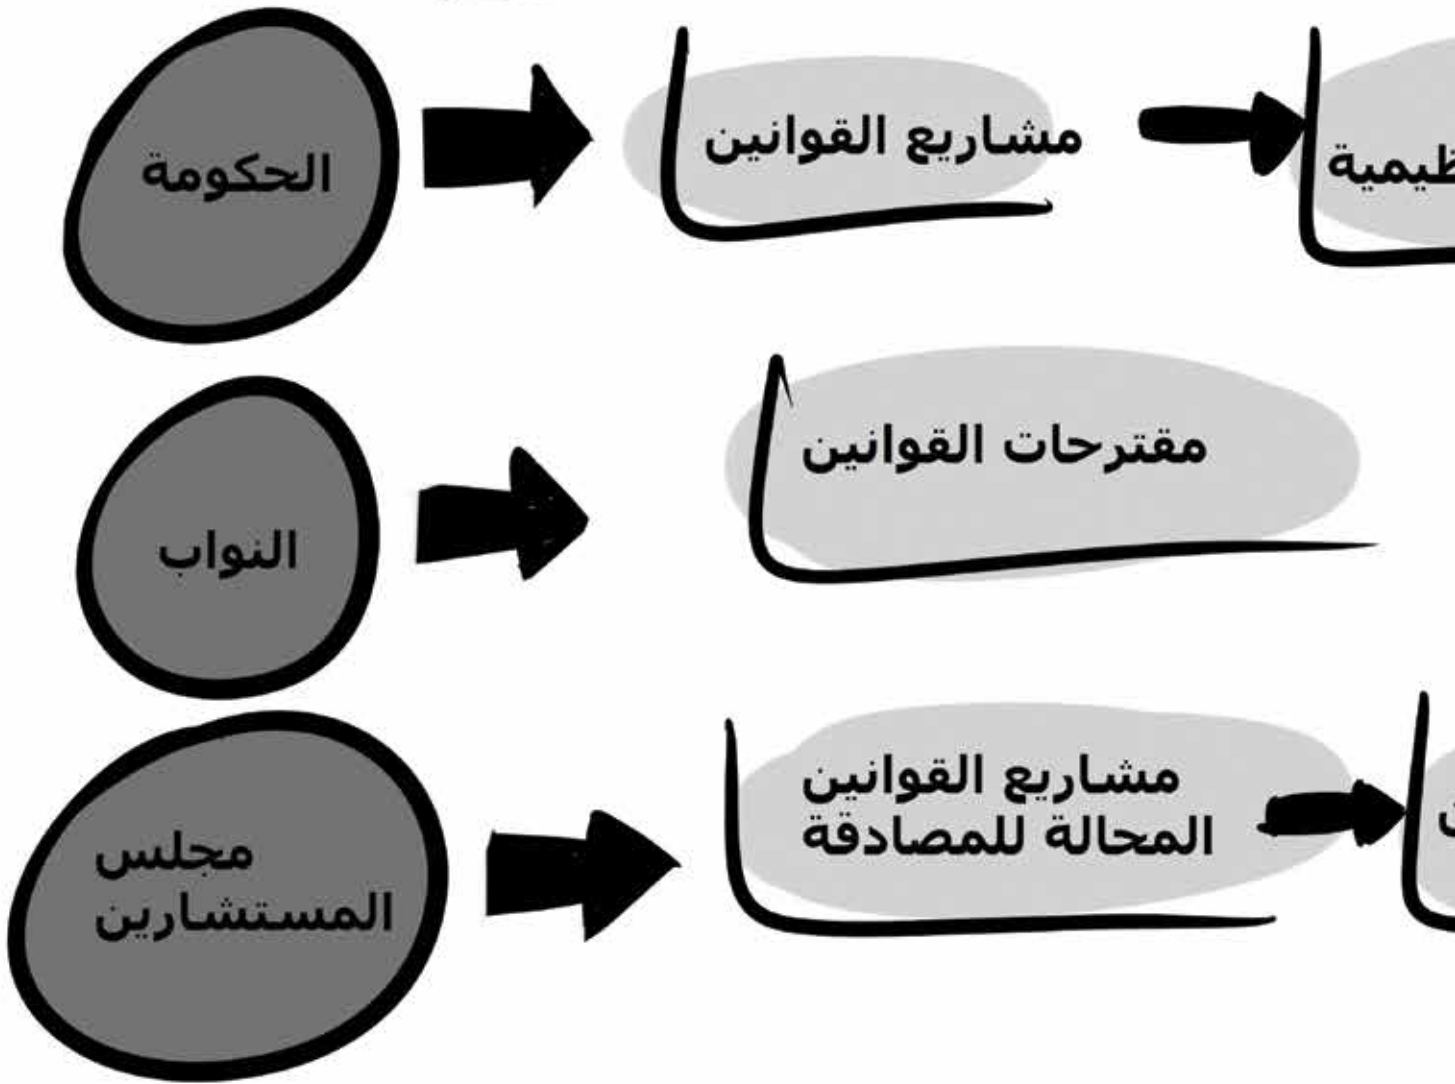 الحكومة
مشاريع القوانين
النواب
مقترحات القوانين
مجلس
المستشارين
مشاريع القوانين
المحالة للمصادقة